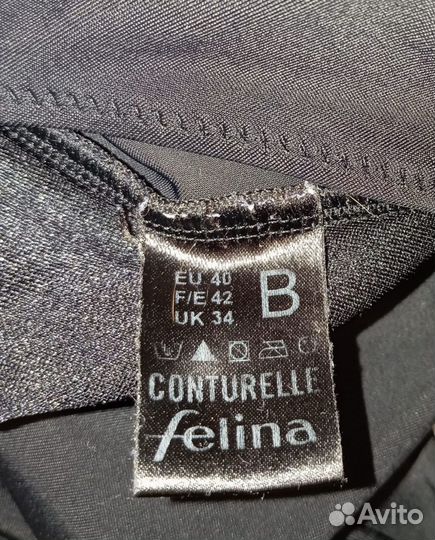 EU 40
F/E 42
UK 34
B
CONTURELLE
felina
Avito